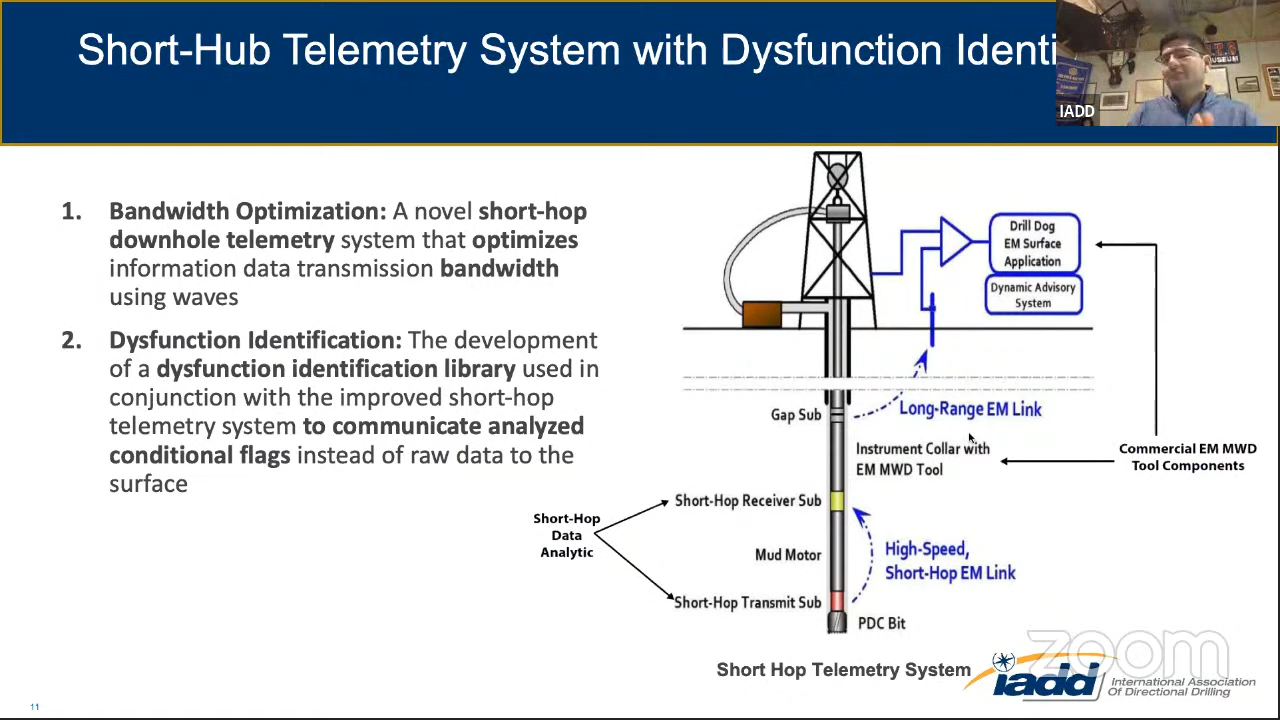 Short-Hub Telemetry System with Dysfunction Identi
IADD
1. Bandwidth Optimization: A novel short-hop
downhole telemetry system that optimizes
information data transmission bandwidth
using waves
2. Dysfunction Identification: The development
of a dysfunction identification library used in
conjunction with the improved short-hop
telemetry system to communicate analyzed
conditional flags instead of raw data to the
surface
Drill Dog
EM Surface
Application
Dynamic Advisory
System
Gap Sub
Long-Range EM Link
Instrument Collar with
EM MWD Tool
Commercial EM MWD
Tool Components
Short-Hop Receiver Sub
Short-Hop
Data
Analytic
Mud Motor
High-Speed,
Short-Hop EM Link
Short-Hop Transmit Sub
PDC Bit
Short Hop Telemetry System
zoom
iadd
International Association
Of Directional Drilling
11